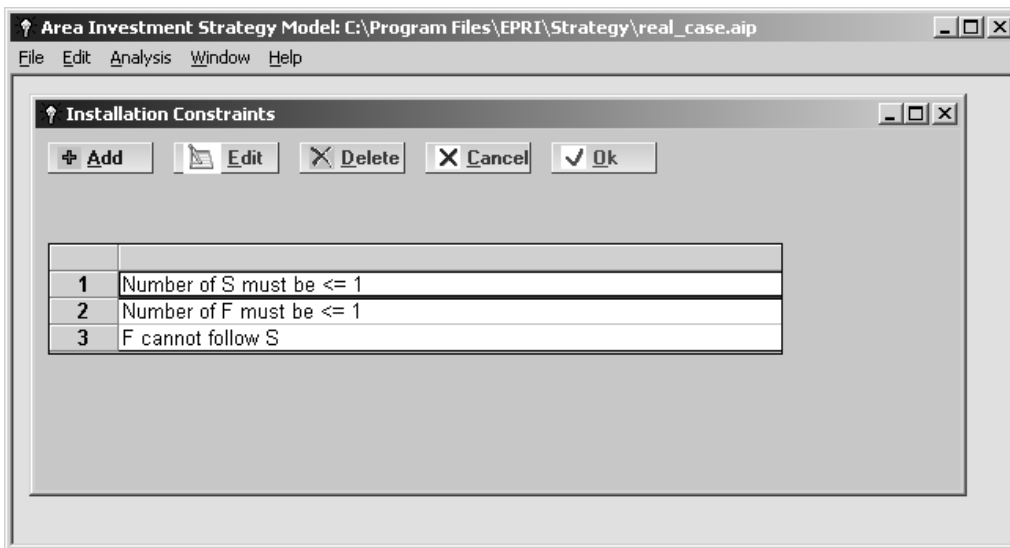 Area Investment Strategy Model: C:\Program Files\EPRI\Strategy\real_case.aip
File Edit Analysis Window Help
Installation Constraints
Add Edit Delete Cancel Ok
1 Number of S must be <= 1
2 Number of F must be <= 1
3 F cannot follow S